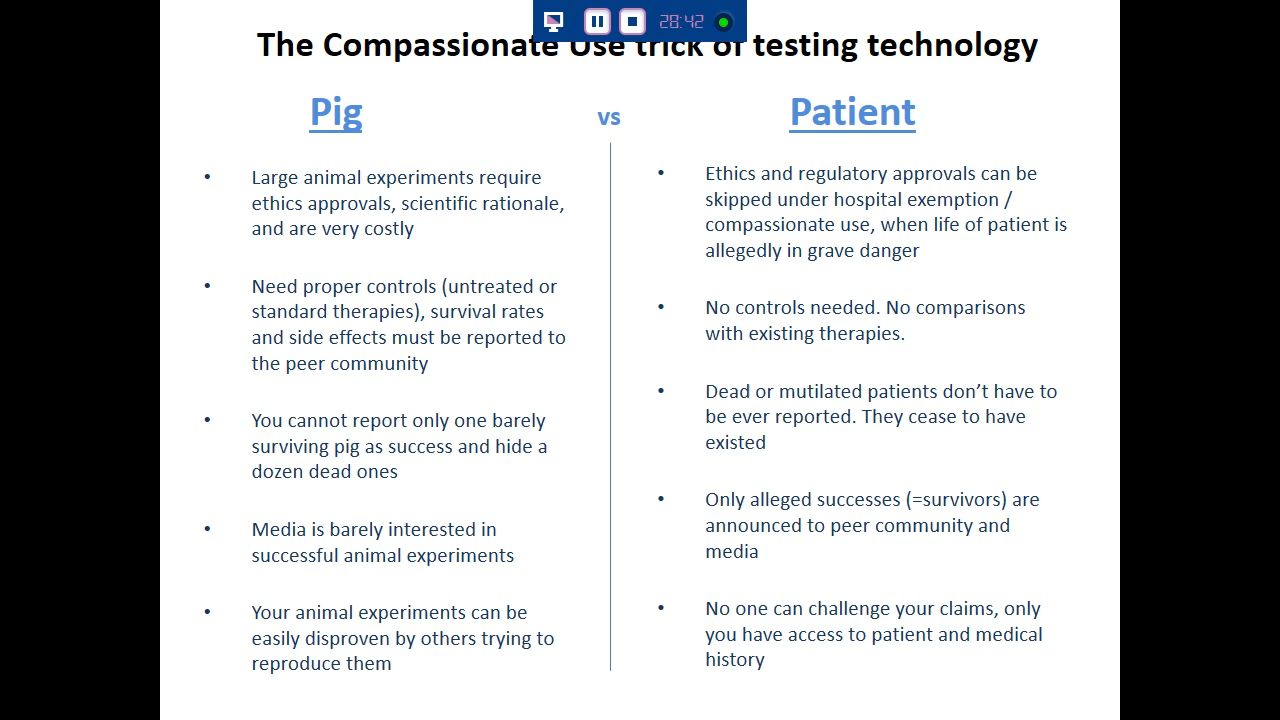 28:42
The Compassionate Use trick of testing technology
Pig
vs
Patient
• Large animal experiments require
ethics approvals, scientific rationale,
and are very costly
• Need proper controls (untreated or
standard therapies), survival rates
and side effects must be reported to
the peer community
• You cannot report only one barely
surviving pig as success and hide a
dozen dead ones
• Media is barely interested in
successful animal experiments
• Your animal experiments can be
easily disproven by others trying to
reproduce them
• Ethics and regulatory approvals can be
skipped under hospital exemption /
compassionate use, when life of patient is
allegedly in grave danger
• No controls needed. No comparisons
with existing therapies.
• Dead or mutilated patients don’t have to
be ever reported. They cease to have
existed
• Only alleged successes (=survivors) are
announced to peer community and
media
• No one can challenge your claims, only
you have access to patient and medical
history